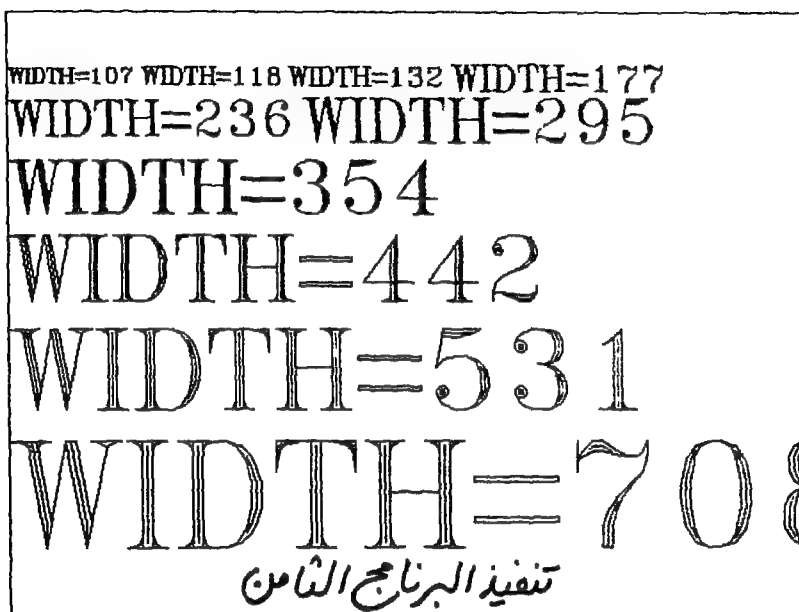 WIDTH=107 WIDTH=118 WIDTH=132 WIDTH=177
WIDTH=236 WIDTH=295
WIDTH=354
WIDTH=442
WIDTH=531
WIDTH=708
تنفيذ البرنامج الثامن